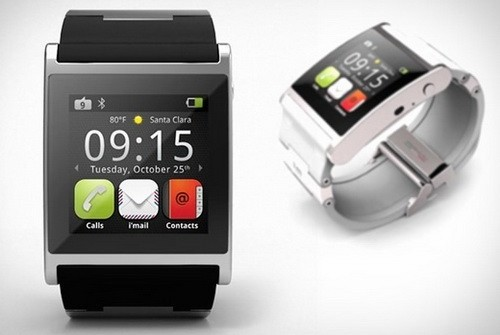 9
80°F Santa Clara
09:15
Tuesday, October 25th
Calls i'mail Contacts
@
09:15